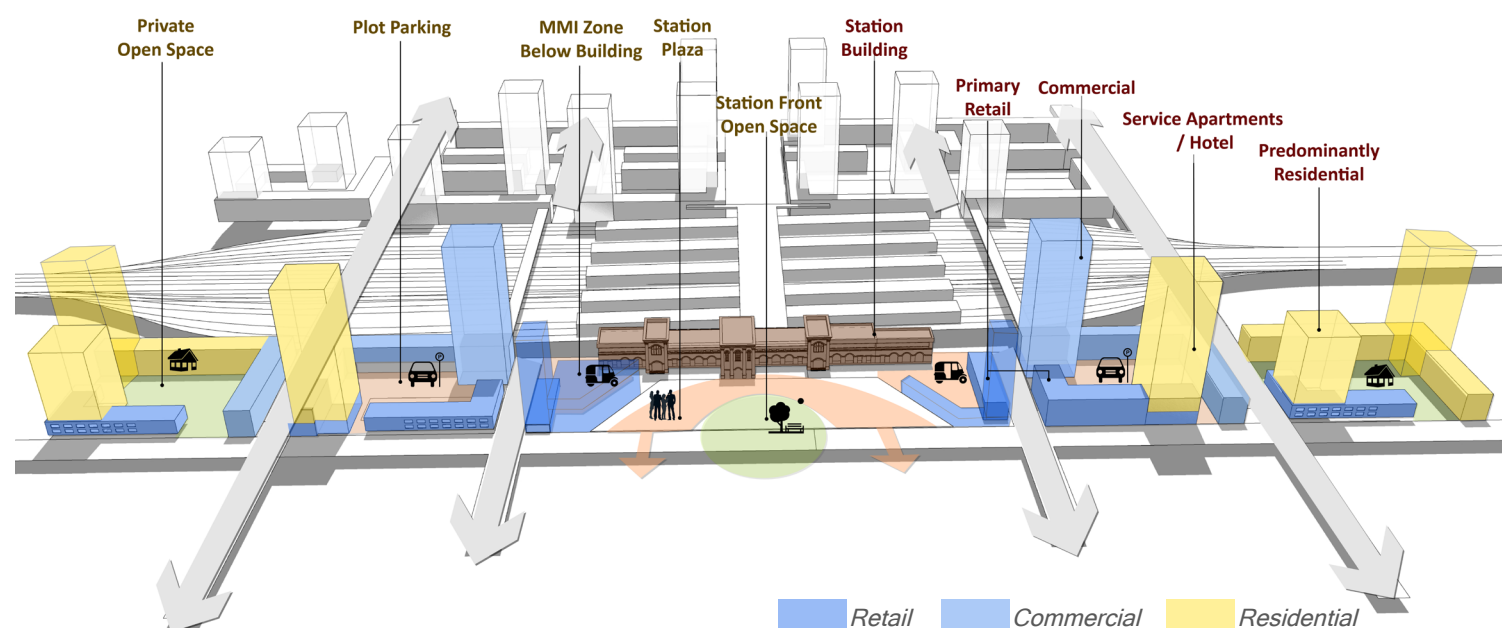 Private
Open Space
Plot Parking
MMI Zone
Below Building
Station
Plaza
Station Front
Open Space
Station
Building
Primary
Retail
Commercial
Service Apartments
/ Hotel
Predominantly
Residential
P
P
Retail
Commercial
Residential